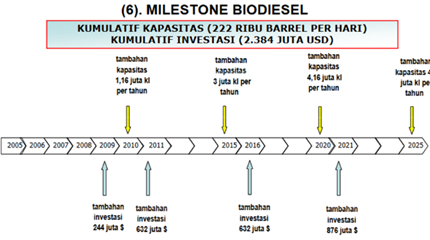 (6). MILESTONE BIODIESEL
KUMULATIF KAPASITAS (222 RIBU BARREL PER HARI)
KUMULATIF INVESTASI (2.384 JUTA USD)
tambahan
kapasitas
1,16 juta kl
per tahun
tambahan
kapasitas
3 juta kl per
tahun
tambahan
kapasitas
4,16 juta kl
per tahun
tambahan
kapasitas 4
juta kl per
tahun
2005 2006 2007 2008 2009 2010 2011 2015 2016 2020 2021 2025
tambahan
investasi
244 juta $
tambahan
investasi
632 juta $
tambahan
investasi
632 juta $
tambahan
investasi
876 juta $